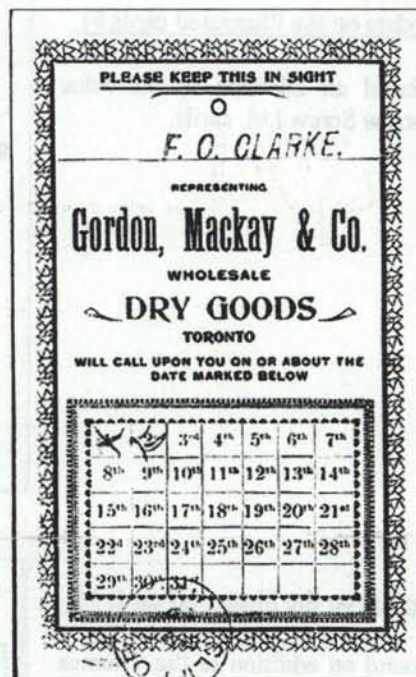 PLEASE KEEP THIS IN SIGHT
F. O. CLARKE.
REPRESENTING
Gordon, Mackay & Co.
WHOLESALE
DRY GOODS
TORONTO
WILL CALL UPON YOU ON OR ABOUT THE
DATE MARKED BELOW
3rd 4th 5th 6th 7th
8th 9th 10th 11th 12th 13th 14th
15th 16th 17th 18th 19th 20th 21st
22d 23rd 24th 25th 26th 27th 28th
29th 30th 31